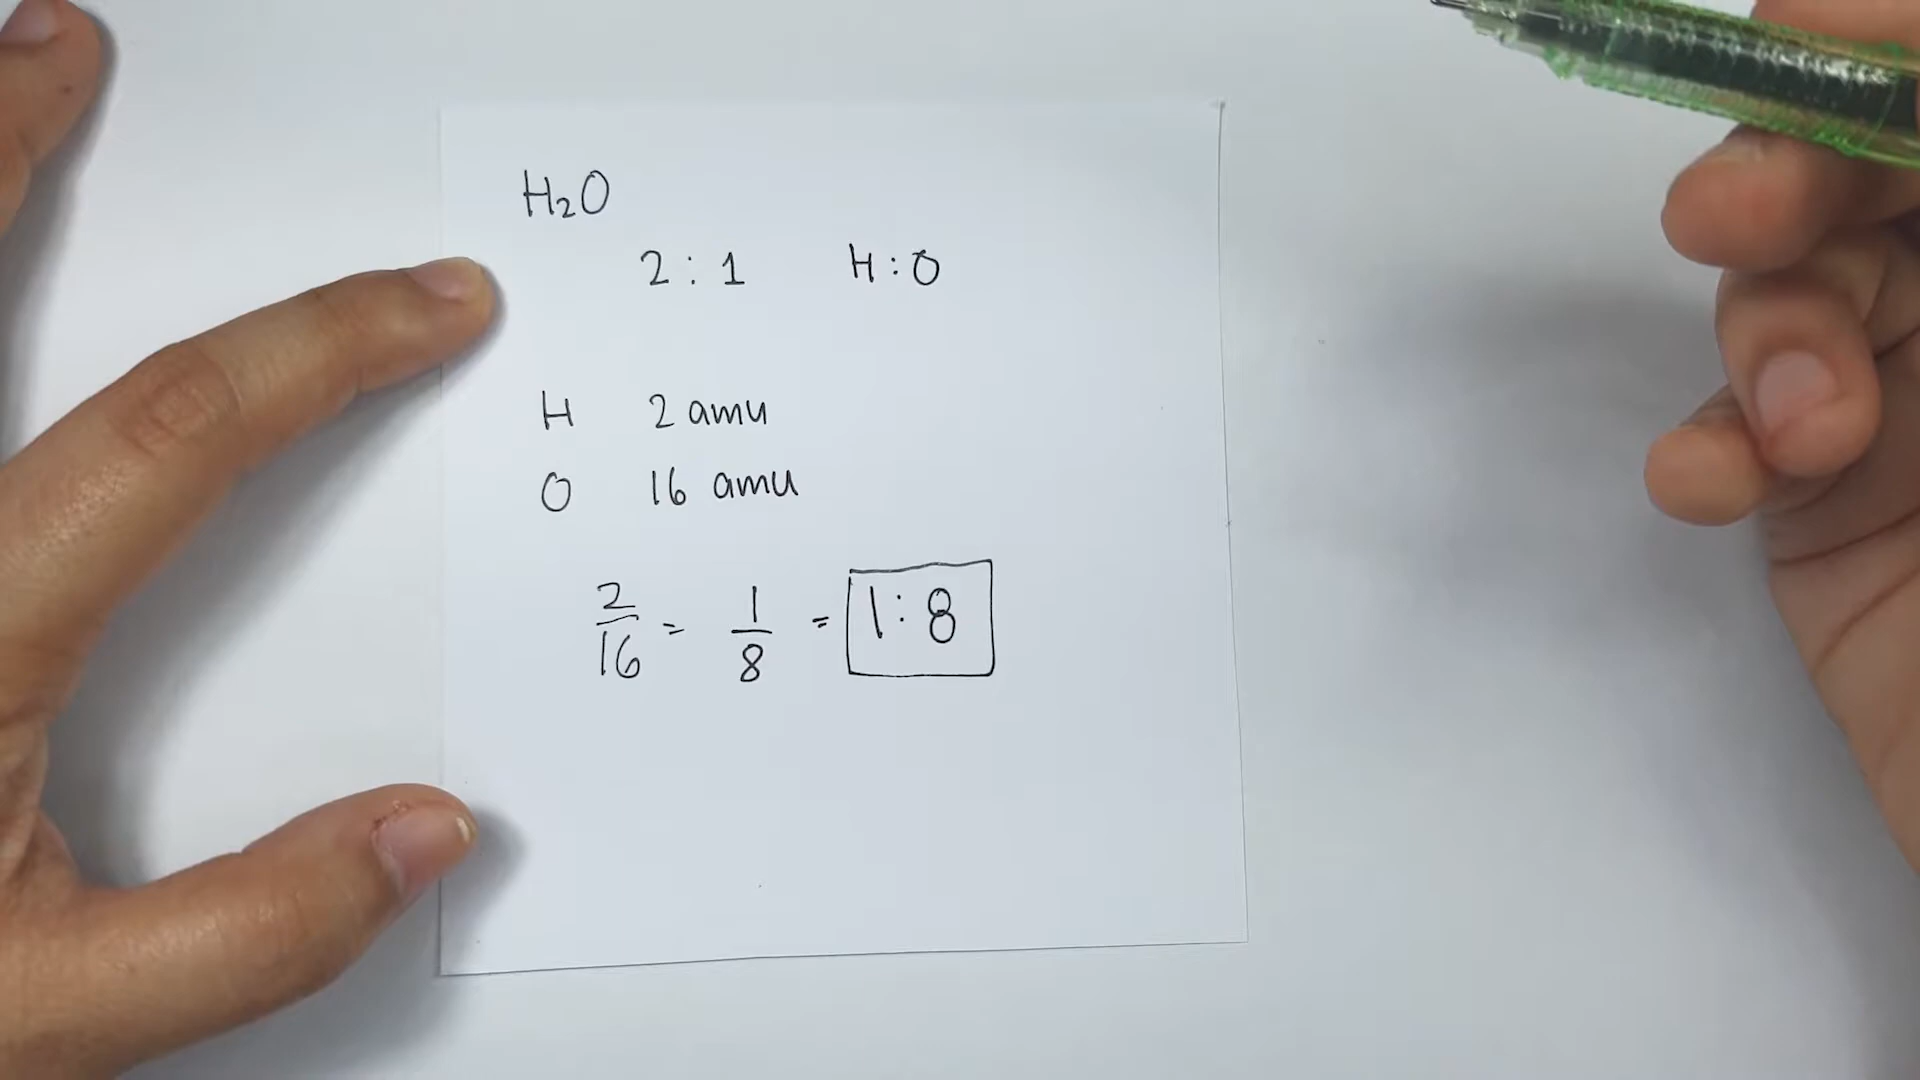 H₂O
2 : 1 H : O
H 2 amu
O 16 amu
2/16 = 1/8 = 1 : 8